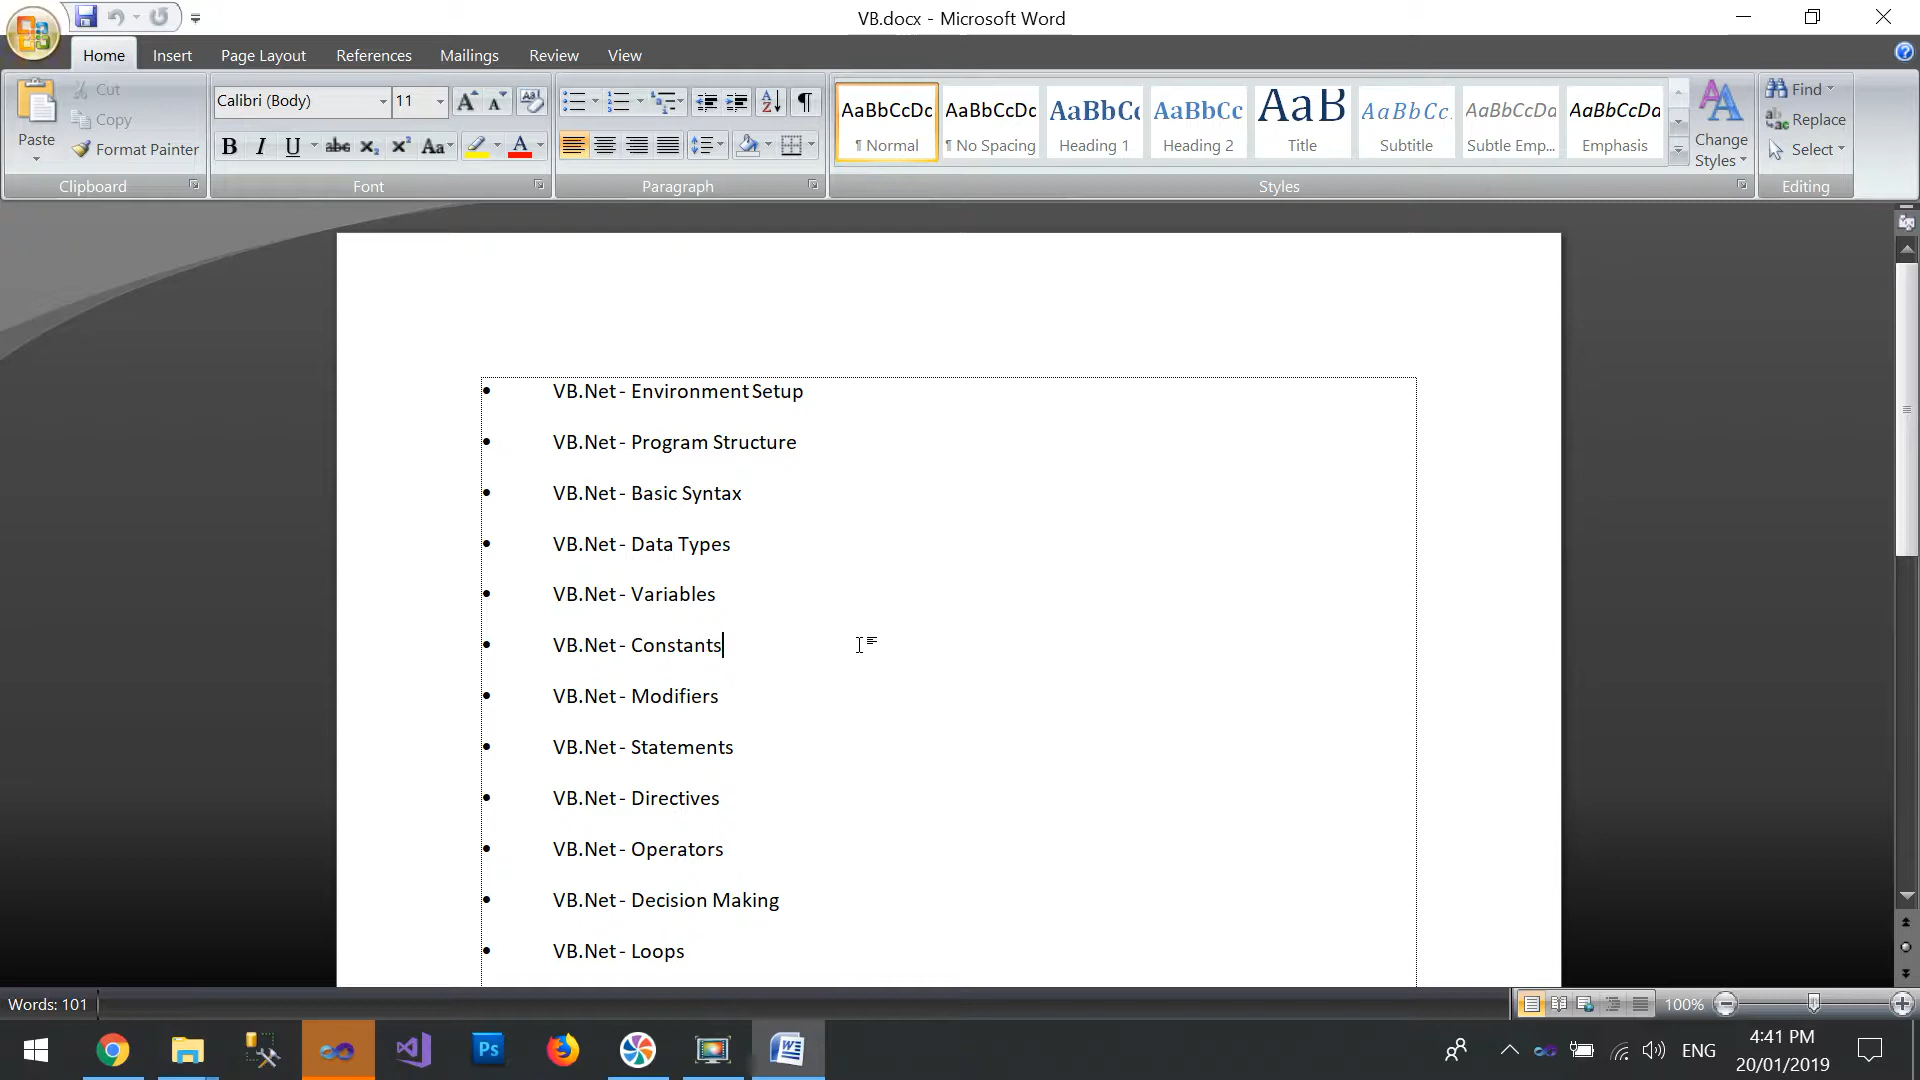 VB.docx - Microsoft Word
Home Insert Page Layout References Mailings Review View
Paste
Cut
Copy
Format Painter
Clipboard
Calibri (Body) 11
B I U abc X₂ X² Aa A
Font
Paragraph
AaBbCcDc AaBbCcDc AaBbCc AaBbCc AaB AaBbCc. AaBbCcDa AaBbCcDa
¶ Normal ¶ No Spacing Heading 1 Heading 2 Title Subtitle Subtle Emp... Emphasis
Change Styles
Styles
Find
Replace
Select
Editing
• VB.Net - Environment Setup
• VB.Net - Program Structure
• VB.Net - Basic Syntax
• VB.Net - Data Types
• VB.Net - Variables
• VB.Net - Constants
• VB.Net - Modifiers
• VB.Net - Statements
• VB.Net - Directives
• VB.Net - Operators
• VB.Net - Decision Making
• VB.Net - Loops
Words: 101
100%
Ps
ENG
4:41 PM
20/01/2019